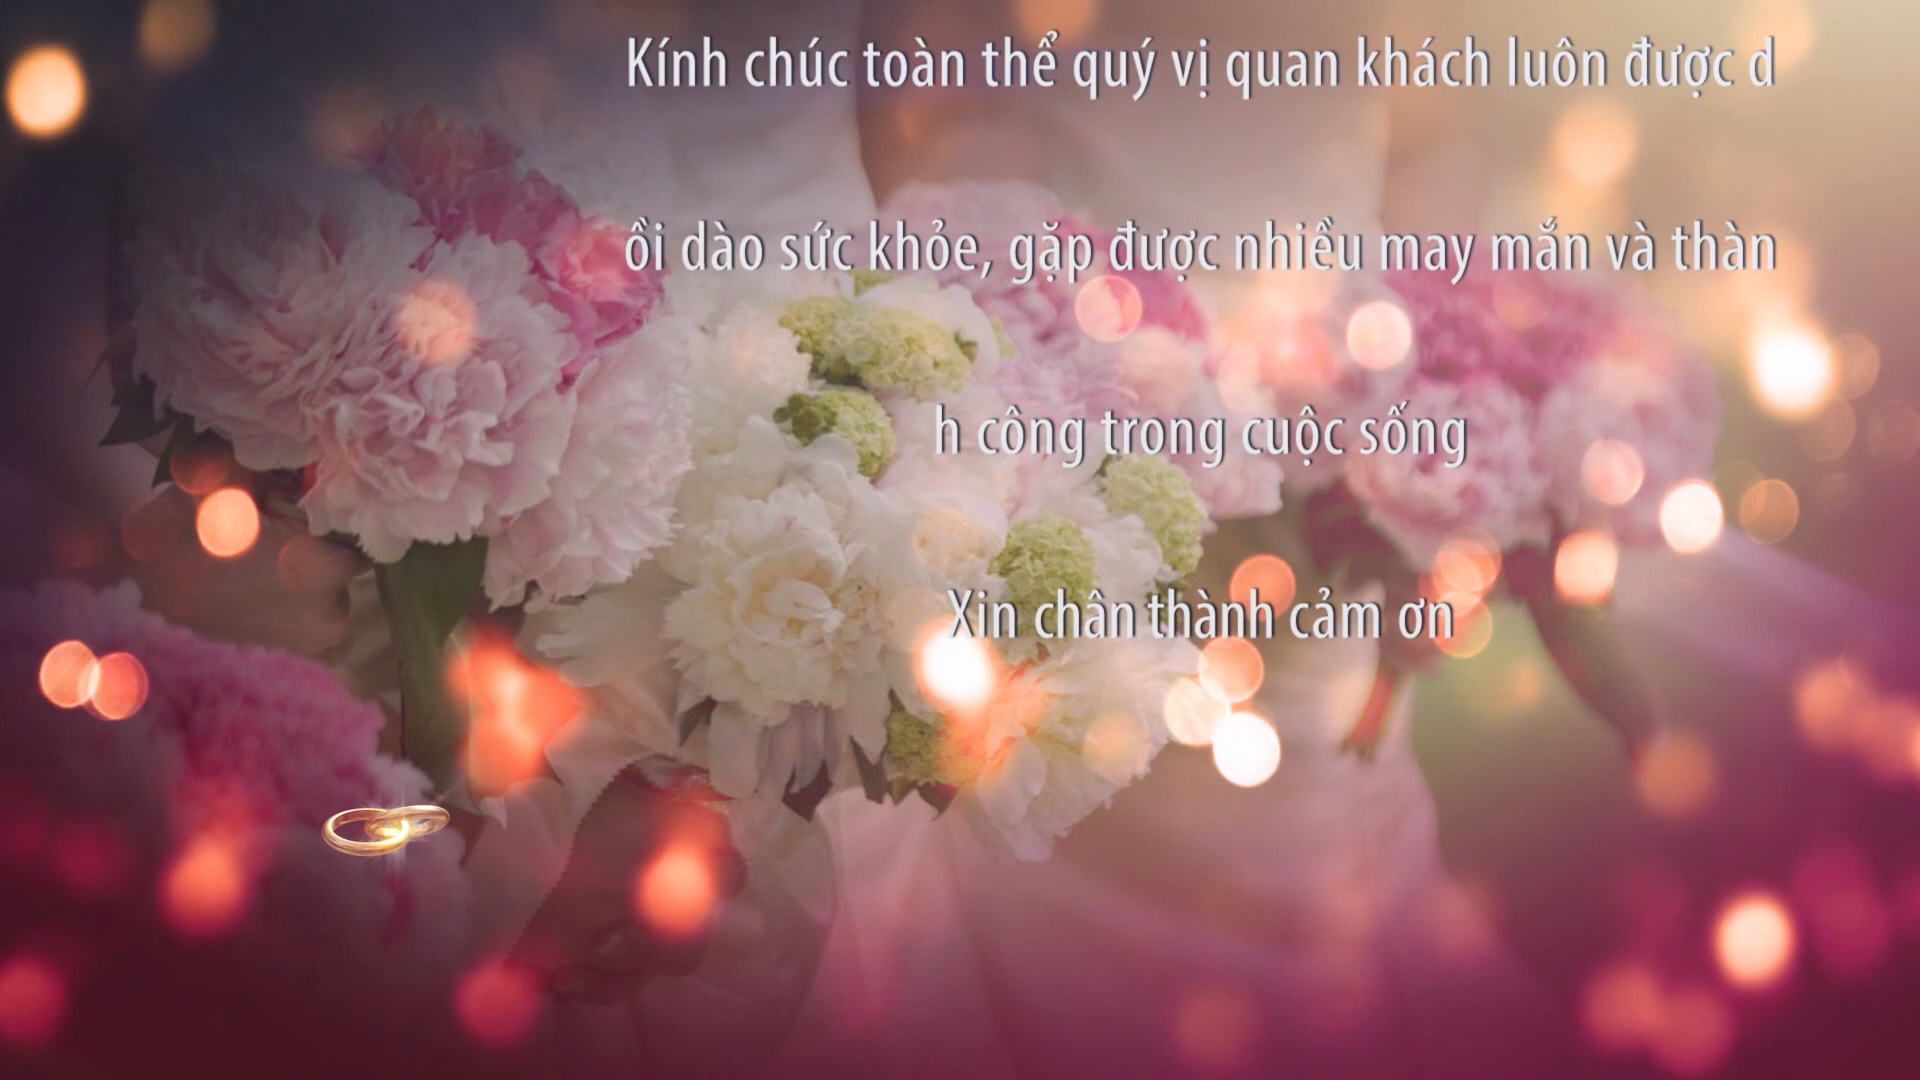 Kính chúc toàn thể quý vị quan khách luôn được d
ồi dào sức khỏe, gặp được nhiều may mắn và thàn
h công trong cuộc sống
Xin chân thành cảm ơn